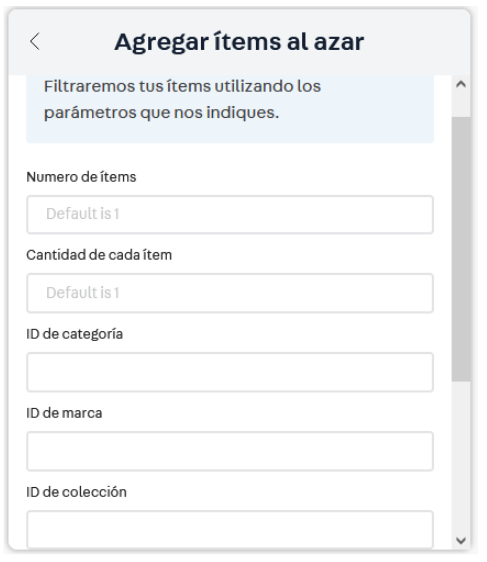 Agregar ítems al azar
Filtraremos tus ítems utilizando los
parámetros que nos indiques.
Numero de ítems
Default is 1
Cantidad de cada ítem
Default is 1
ID de categoría
ID de marca
ID de colección